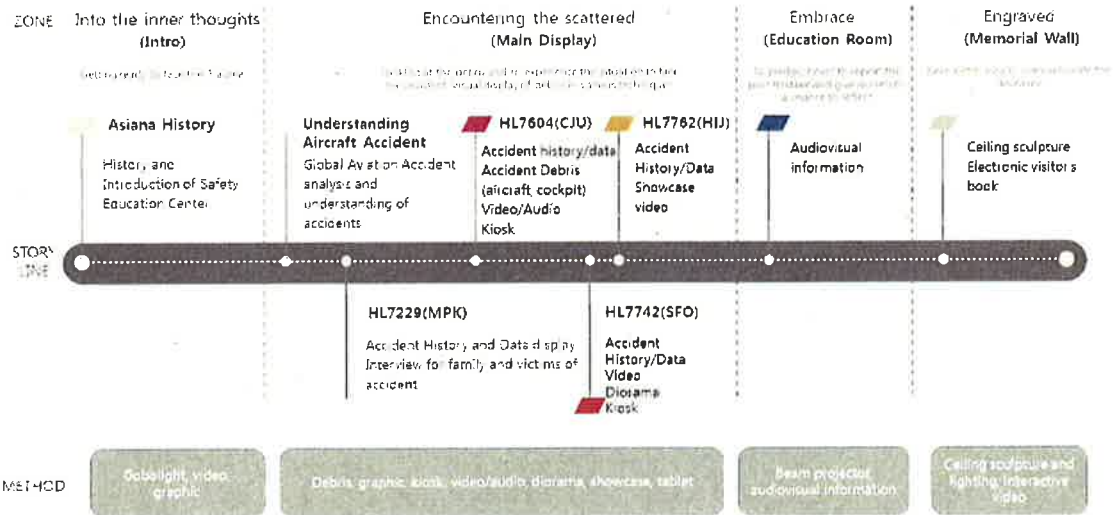 ZONE
Into the inner thoughts
(Intro)
Encountering the scattered
(Main Display)
Embrace
(Education Room)
Engraved
(Memorial Wall)
Asiana History
History and
Introduction of Safety
Education Center
Understanding
Aircraft Accident
Global Aviation Accident
analysis and
understanding of
accidents
HL7604(CJU)
Accident history/data
Accident Debris
(aircraft, cockpit)
Video/Audio
Kiosk
HL7762(HIJ)
Accident
History/Data
Showcase
video
Audiovisual
information
Ceiling sculpture
Electronic visitor s
book
STORY
LINE
HL7229(MPK)
Accident History and Data display
Interview for family and victims of
accident
HL7742(SFO)
Accident
History/Data
Video
Diorama
Kiosk
METHOD
Gobolight, video,
graphic
Debris, graphic, kiosk, video/audio, diorama, showcase, tablet
Beam projector,
audiovisual information
Ceiling sculpture and
lighting, interactive
video